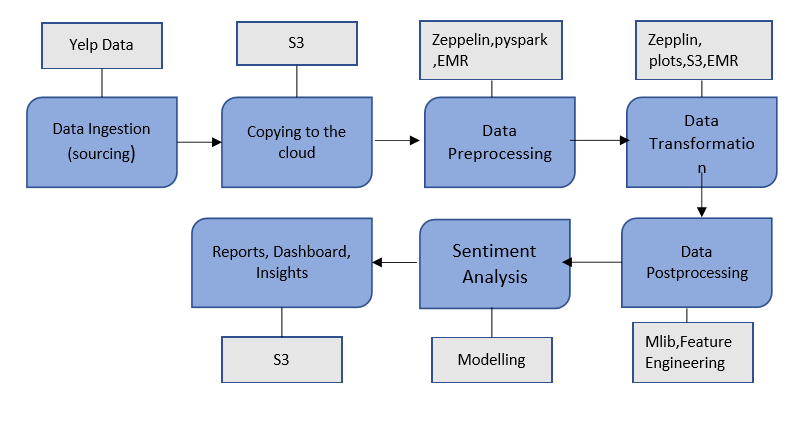 Yelp Data
S3
Zeppelin,pyspark
,EMR
Zepplin,
plots,S3,EMR
Data Ingestion
(sourcing)
Copying to the
cloud
Data
Preprocessing
Data
Transformatio
n
Reports, Dashboard,
Insights
Sentiment
Analysis
Data
Postprocessing
S3
Modelling
Mlib,Feature
Engineering